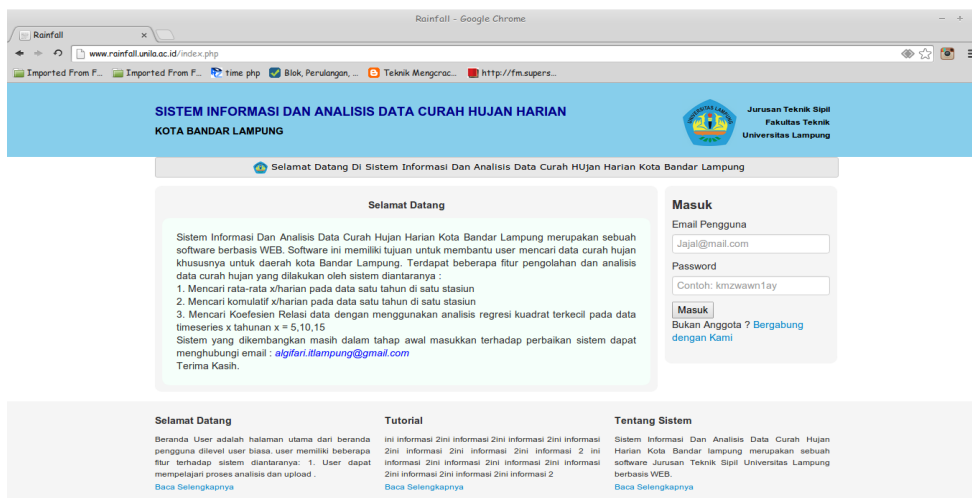 Rainfall - Google Chrome
Rainfall
www.rainfall.unila.ac.id/index.php
Imported From F... Imported From F... time php Blok, Perulangan, ... Teknik Mengcrac... http://fm.supers...
SISTEM INFORMASI DAN ANALISIS DATA CURAH HUJAN HARIAN
KOTA BANDAR LAMPUNG
Jurusan Teknik Sipil
Fakultas Teknik
Universitas Lampung
Selamat Datang Di Sistem Informasi Dan Analisis Data Curah HUjan Harian Kota Bandar Lampung
Selamat Datang
Sistem Informasi Dan Analisis Data Curah Hujan Harian Kota Bandar Lampung merupakan sebuah
software berbasis WEB. Software ini memiliki tujuan untuk membantu user mencari data curah hujan
khususnya untuk daerah kota Bandar Lampung. Terdapat beberapa fitur pengolahan dan analisis
data curah hujan yang dilakukan oleh sistem diantaranya :
1. Mencari rata-rata x/harian pada data satu tahun di satu stasiun
2. Mencari komulatif x/harian pada data satu tahun di satu stasiun
3. Mencari Koefesien Relasi data dengan menggunakan analisis regresi kuadrat terkecil pada data
timeseries x tahunan x = 5,10,15
Sistem yang dikembangkan masih dalam tahap awal masukkan terhadap perbaikan sistem dapat
menghubungi email : algifari.itlampung@gmail.com
Terima Kasih.
Masuk
Email Pengguna
Jajal@mail.com
Password
Contoh: kmzwawn1ay
Masuk
Bukan Anggota ? Bergabung
dengan Kami
Selamat Datang
Beranda User adalah halaman utama dari beranda
pengguna dilevel user biasa. user memiliki beberapa
fitur terhadap sistem diantaranya: 1. User dapat
mempelajari proses analisis dan upload .
Baca Selengkapnya
Tutorial
ini informasi 2ini informasi 2ini informasi 2ini informasi
2ini informasi 2ini informasi 2ini informasi 2 ini
informasi 2ini informasi 2ini informasi 2ini informasi
2ini informasi 2ini informasi 2ini informasi 2
Baca Selengkapnya
Tentang Sistem
Sistem Informasi Dan Analisis Data Curah Hujan
Harian Kota Bandar lampung merupakan sebuah
software Jurusan Teknik Sipil Universitas Lampung
berbasis WEB.
Baca Selengkapnya